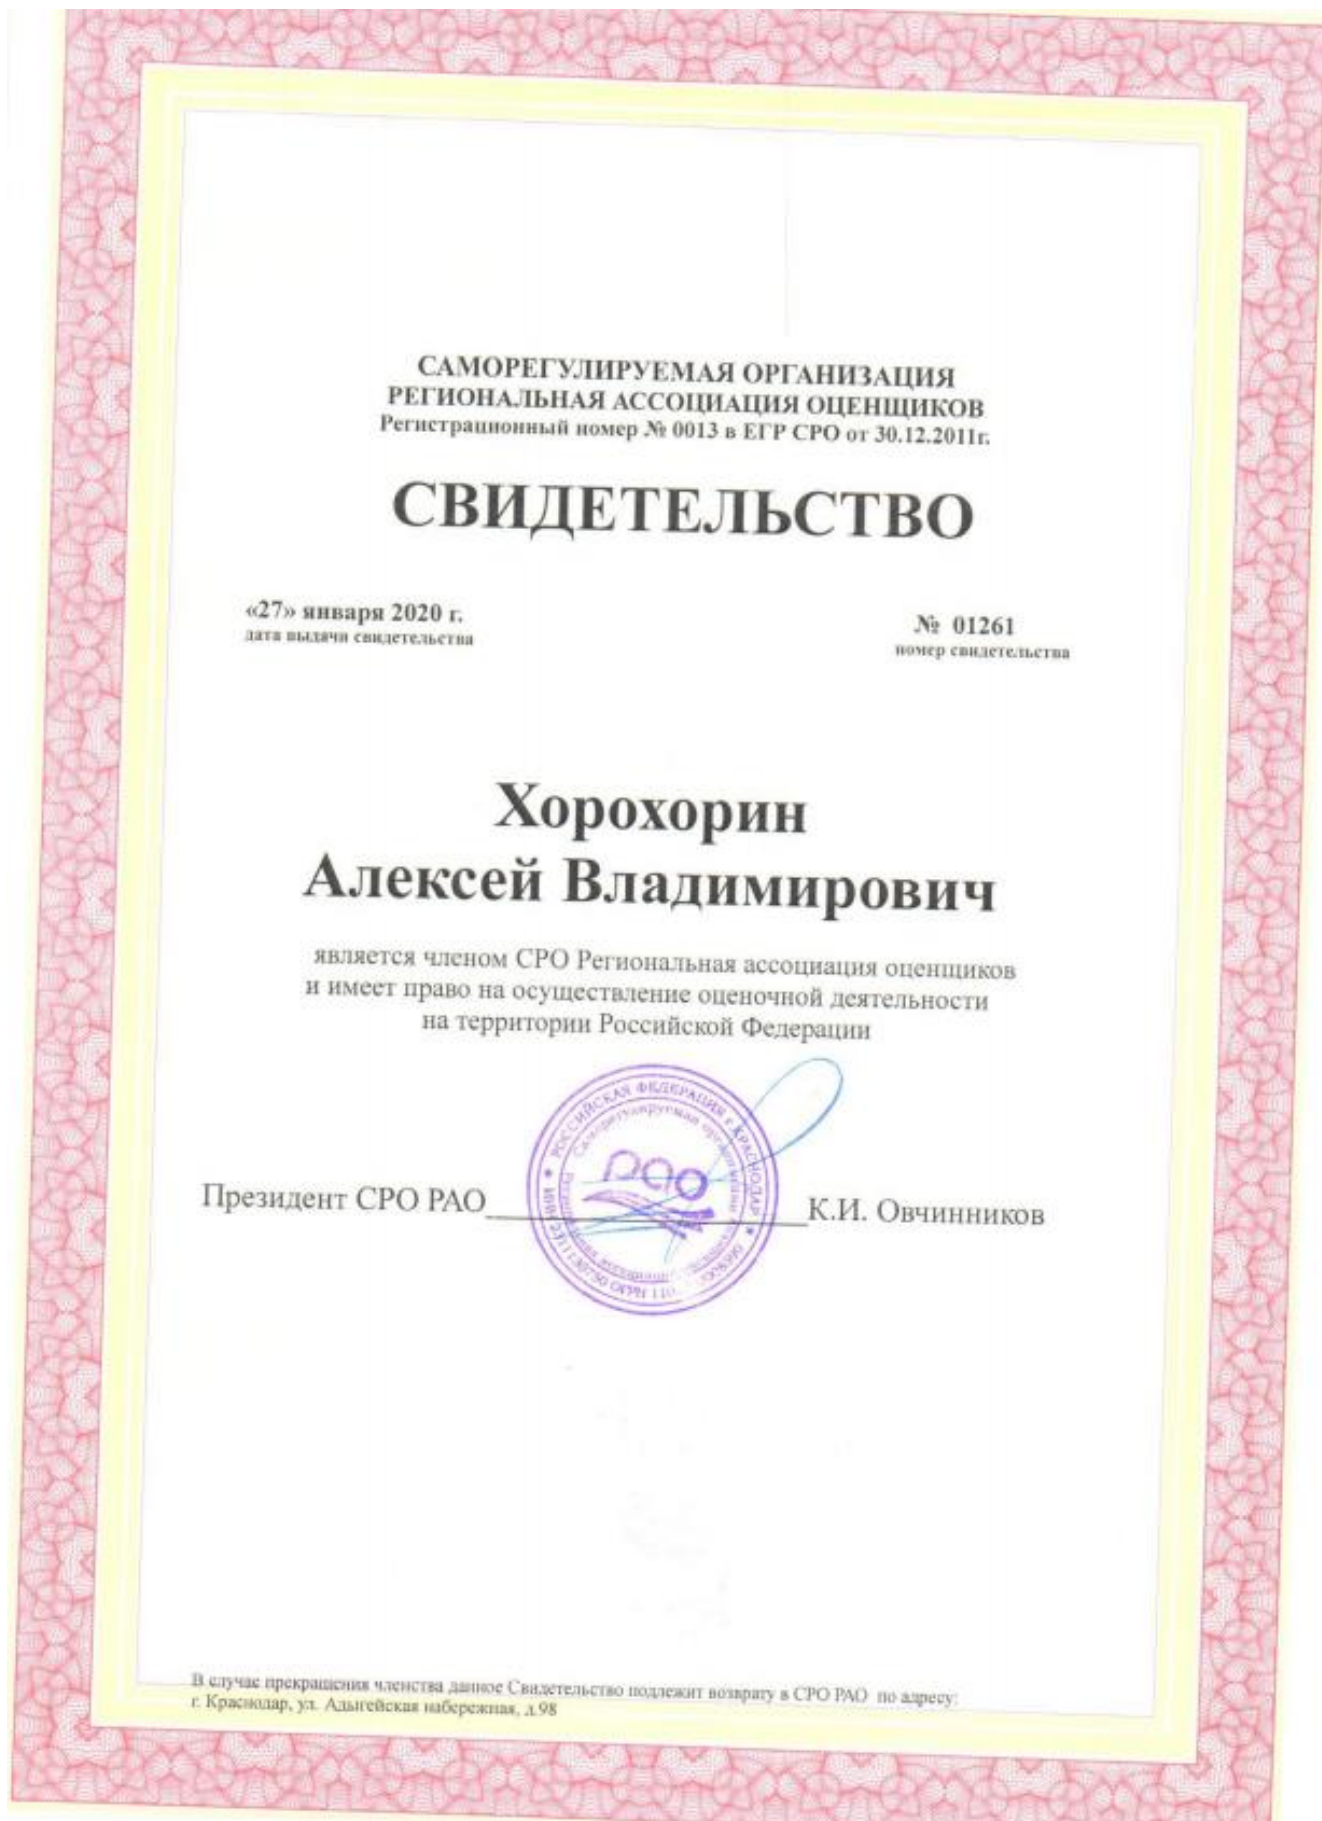 САМОРЕГУЛИРУЕМАЯ ОРГАНИЗАЦИЯ
РЕГИОНАЛЬНАЯ АССОЦИАЦИЯ ОЦЕНЩИКОВ
Регистрационный номер № 0013 в ЕГР СРО от 30.12.2011г.
СВИДЕТЕЛЬСТВО
«27» января 2020 г.
дата выдачи свидетельства
№ 01261
номер свидетельства
Хорохорин
Алексей Владимирович
является членом СРО Региональная ассоциация оценщиков
и имеет право на осуществление оценочной деятельности
на территории Российской Федерации
РОССИЙСКАЯ ФЕДЕРАЦИЯ г.КРАСНОДАР
Саморегулируемая организация
рао
Президент СРО РАО
К.И. Овчинников
В случае прекращения членства данное Свидетельство подлежит возврату в СРО РАО по адресу:
г. Краснодар, ул. Адыгейская набережная, д.98